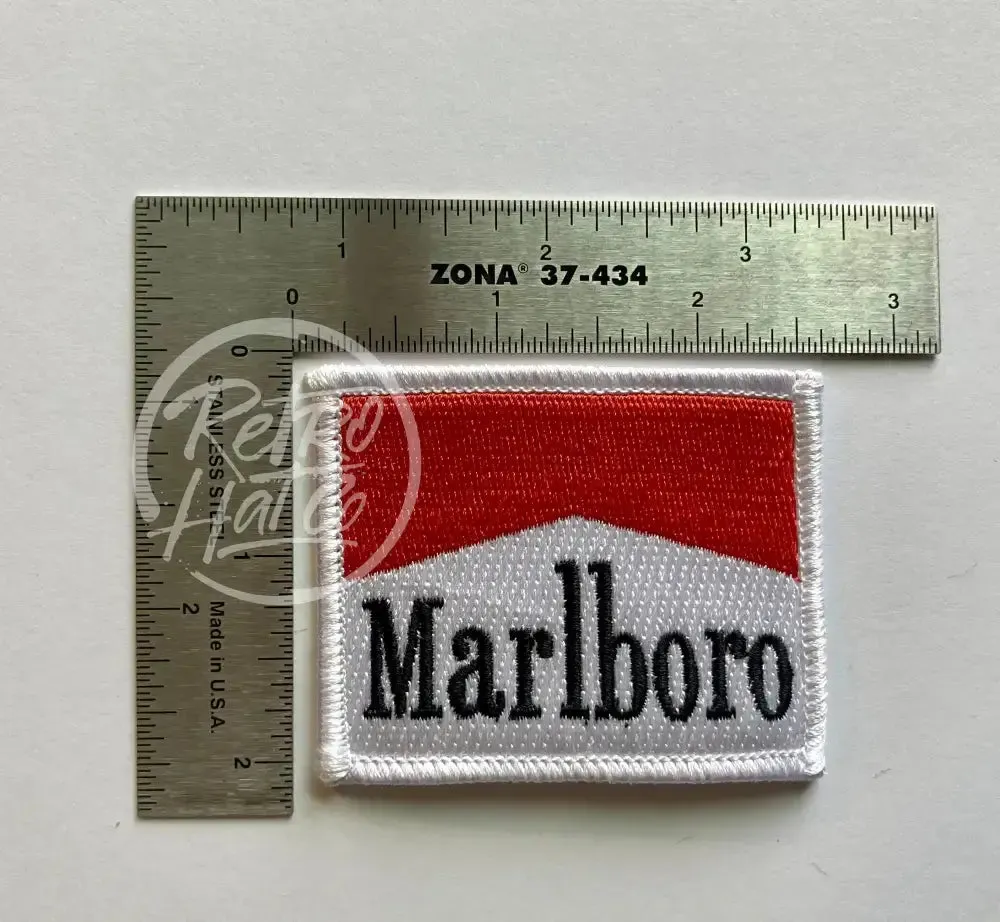 1 2 3
ZONA® 37-434
0 1 2 3
0
STAINLESS STEEL
1
2
Made in U.S.A.
2
Retro
Hat Co
Marlboro